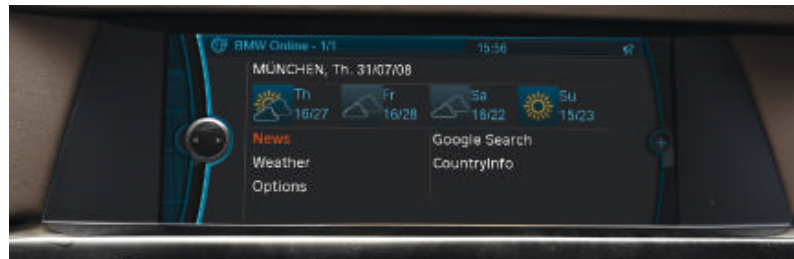 BMW Online - 1/1 15:56
MÜNCHEN, Th. 31/07/08
Th Fr Sa Su
16/27 16/28 16/22 15/23
News Google Search
Weather CountryInfo
Options